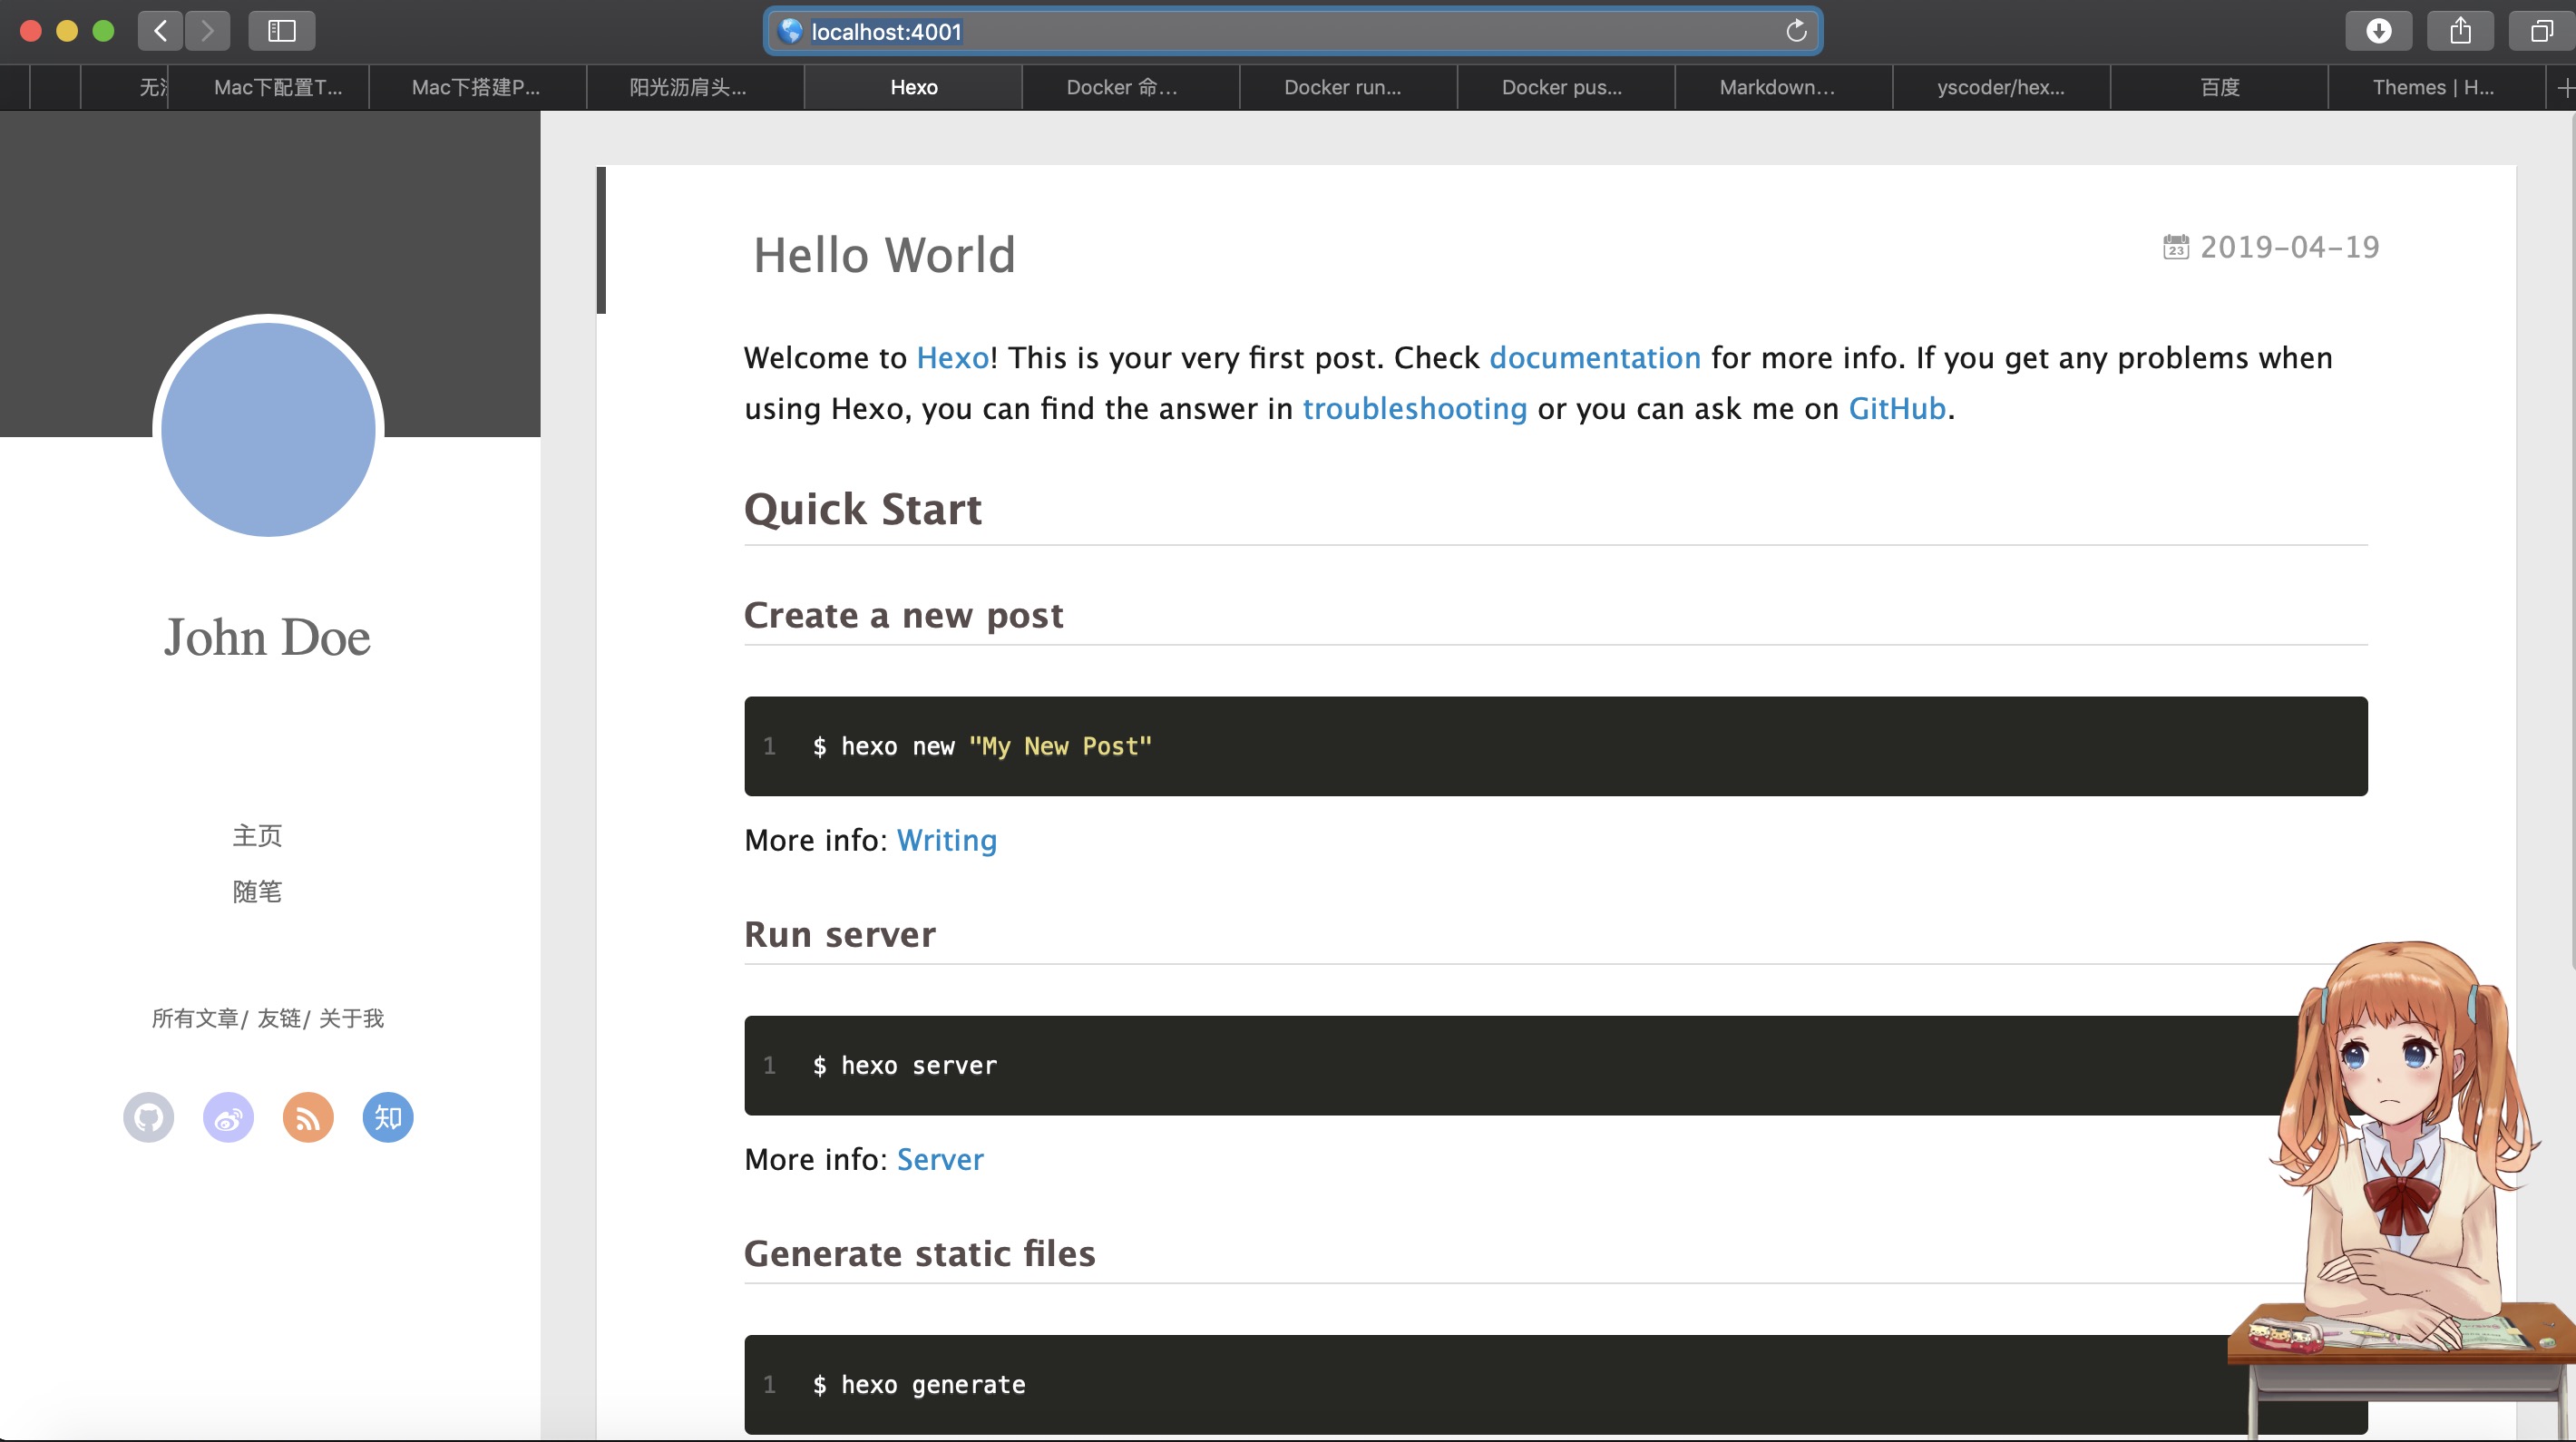 localhost:4001
Mac下配置T...
Mac下搭建P...
阳光沥肩头...
Hexo
Docker 命...
Docker run...
Docker pus...
Markdown...
yscoder/hex...
百度
Themes | H...
John Doe
主页
随笔
所有文章/ 友链/ 关于我
知
Hello World
23
2019-04-19
Welcome to Hexo! This is your very first post. Check documentation for more info. If you get any problems when
using Hexo, you can find the answer in troubleshooting or you can ask me on GitHub.
Quick Start
Create a new post
1 $ hexo new "My New Post"
More info: Writing
Run server
1 $ hexo server
More info: Server
Generate static files
1 $ hexo generate